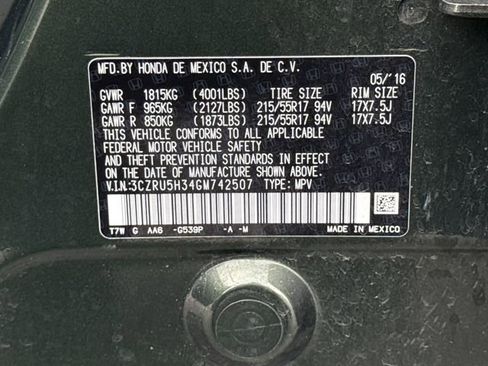 MFD.BY HONDA DE MEXICO S.A. DE C.V.
05/'16
GVWR 1815KG (4001LBS) TIRE SIZE RIM SIZE
GAWR F 965KG (2127LBS) 215/55R17 94V 17X7.5J
GAWR R 850KG (1873LBS) 215/55R17 94V 17X7.5J
THIS VEHICLE CONFORMS TO ALL APPLICABLE
FEDERAL MOTOR VEHICLE SAFETY STANDARDS IN EFFECT
ON THE DATE OF MANUFACTURE SHOWN ABOVE.
V.I.N:3CZRU5H34GM742507 TYPE: MPV
T7W G AA6 -G539P -A -M MADE IN MEXICO